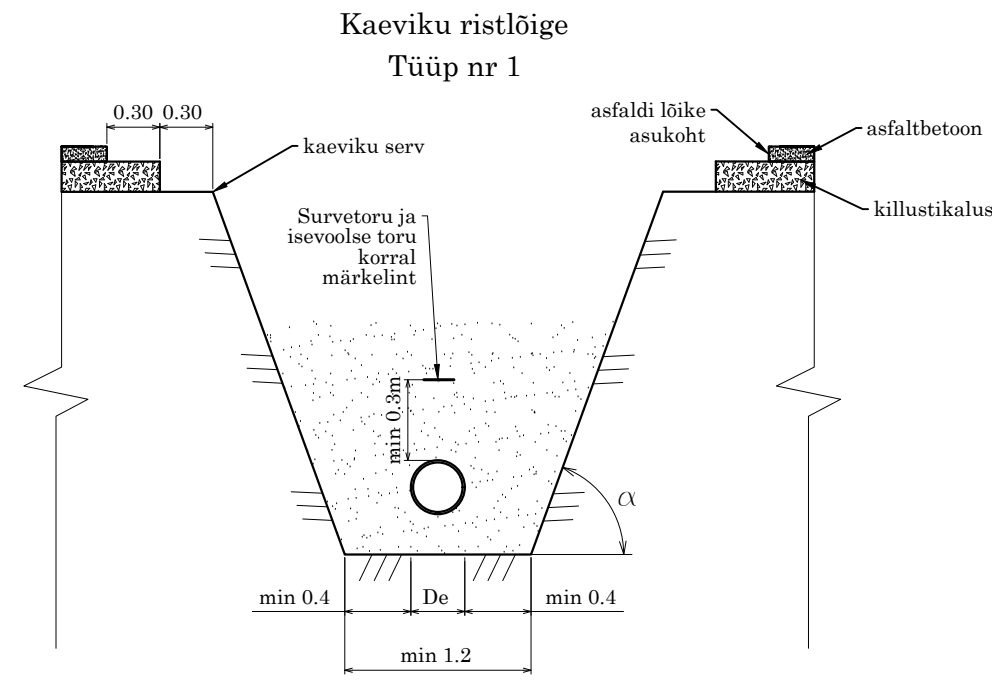 Kaeviku ristlõige
Tüüp nr 1
0.30 0.30
kaeviku serv
asfaldi lõike
asukoht
asfaltbetoon
killustikalus
Survetoru ja
isevoolse toru
korral
märkelint
min 0.3m
α
min 0.4
De
min 0.4
min 1.2